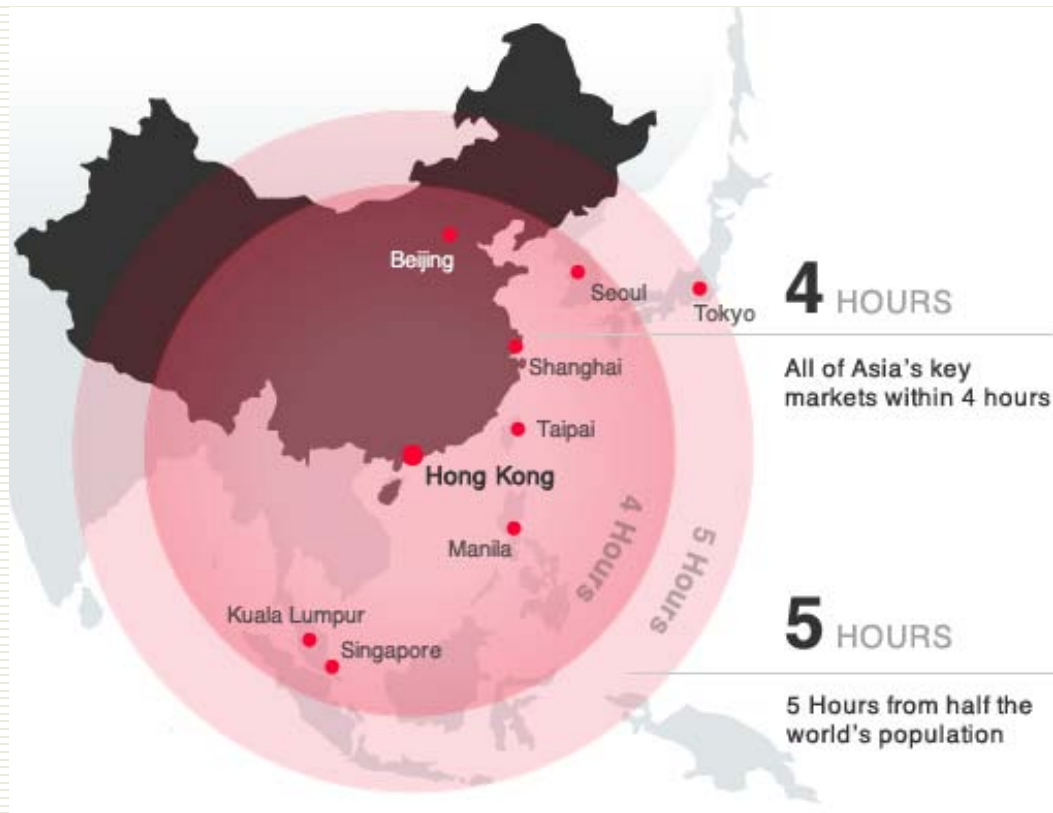 Beijing
Seoul
Tokyo
Shanghai
Taipai
Hong Kong
Manila
Kuala Lumpur
Singapore
4 Hours
5 Hours
4 HOURS
All of Asia's key
markets within 4 hours
5 HOURS
5 Hours from half the
world's population